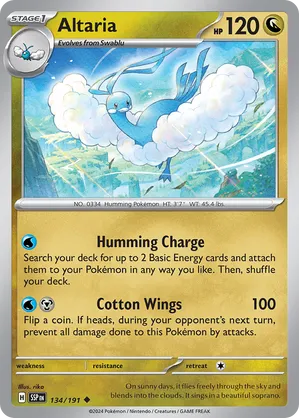 STAGE 1
Altaria
HP 120
Evolves from Swablu
NO. 0334 Humming Pokémon. HT: 3'7" WT: 45.4 lbs
Humming Charge
Search your deck for up to 2 Basic Energy cards and attach
them to your Pokémon in any way you like. Then, shuffle
your deck.
Cotton Wings 100
Flip a coin. If heads, during your opponent's next turn,
prevent all damage done to this Pokémon by attacks.
weakness resistance retreat
Illus. riko
H SSP EN 134/191
©2024 Pokémon / Nintendo / Creatures / GAME FREAK
On sunny days, it flies freely through the sky and
blends into the clouds. It sings in a beautiful soprano.